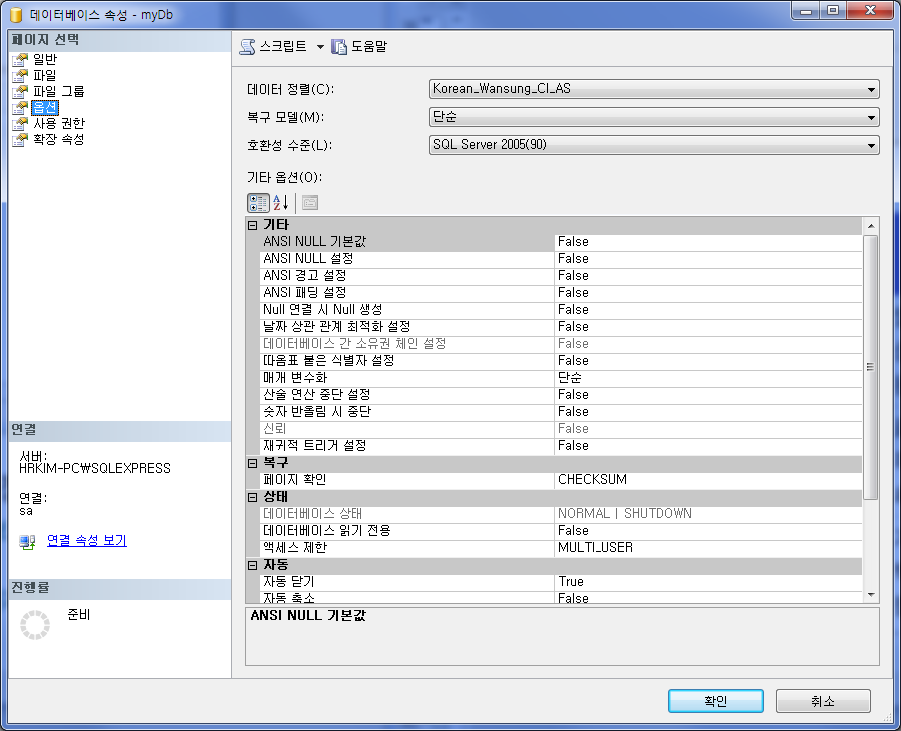 데이터베이스 속성 - myDb
페이지 선택
일반
파일
파일 그룹
옵션
사용 권한
확장 속성
연결
서버:
HRKIM-PC₩SQLEXPRESS
연결:
sa
연결 속성 보기
진행률
준비
스크립트 도움말
데이터 정렬(C): Korean_Wansung_CI_AS
복구 모델(M): 단순
호환성 수준(L): SQL Server 2005(90)
기타 옵션(O):
기타
ANSI NULL 기본값 False
ANSI NULL 설정 False
ANSI 경고 설정 False
ANSI 패딩 설정 False
Null 연결 시 Null 생성 False
날짜 상관 관계 최적화 설정 False
데이터베이스 간 소유권 체인 설정 False
따옴표 붙은 식별자 설정 False
매개 변수화 단순
산술 연산 중단 설정 False
숫자 반올림 시 중단 False
신뢰 False
재귀적 트리거 설정 False
복구
페이지 확인 CHECKSUM
상태
데이터베이스 상태 NORMAL | SHUTDOWN
데이터베이스 읽기 전용 False
액세스 제한 MULTI_USER
자동
자동 닫기 True
자동 축소 False
ANSI NULL 기본값
확인 취소